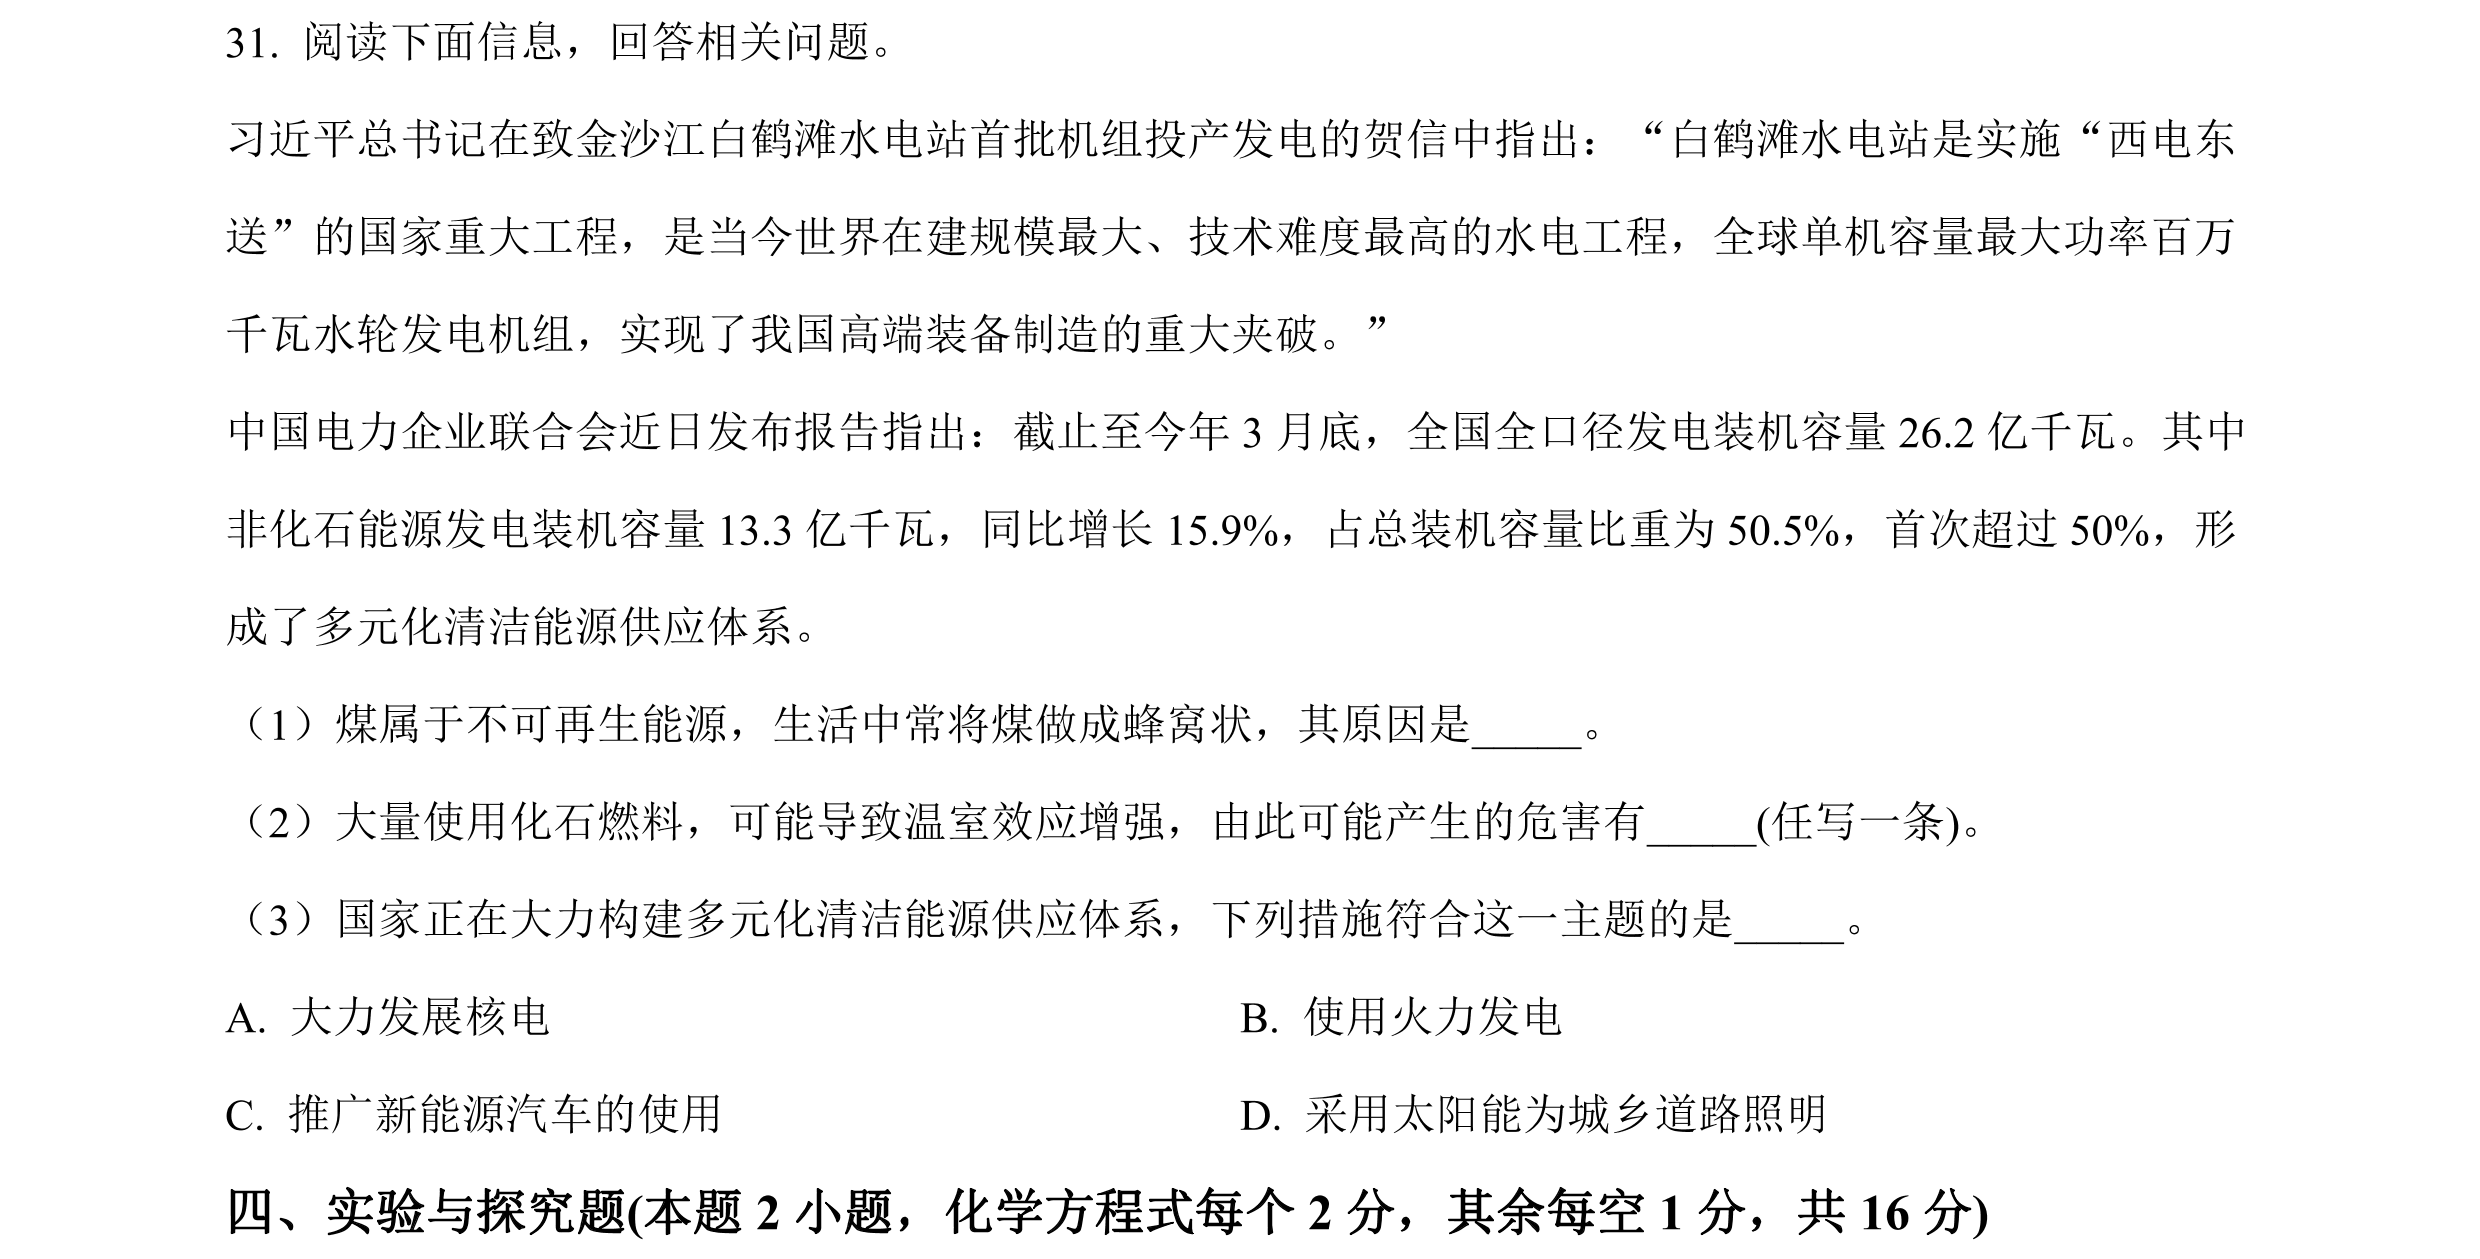 31. 阅读下面信息，回答相关问题。
习近平总书记在致金沙江白鹤滩水电站首批机组投产发电的贺信中指出：“白鹤滩水电站是实施“西电东
送”的国家重大工程，是当今世界在建规模最大、技术难度最高的水电工程，全球单机容量最大功率百万
千瓦水轮发电机组，实现了我国高端装备制造的重大夹破。”
中国电力企业联合会近日发布报告指出：截止至今年 3 月底，全国全口径发电装机容量 26.2 亿千瓦。其中
非化石能源发电装机容量 13.3 亿千瓦，同比增长 15.9%，占总装机容量比重为 50.5%，首次超过 50%，形
成了多元化清洁能源供应体系。
（1）煤属于不可再生能源，生活中常将煤做成蜂窝状，其原因是_____。
（2）大量使用化石燃料，可能导致温室效应增强，由此可能产生的危害有_____(任写一条)。
（3）国家正在大力构建多元化清洁能源供应体系，下列措施符合这一主题的是_____。
A. 大力发展核电 B. 使用火力发电
C. 推广新能源汽车的使用 D. 采用太阳能为城乡道路照明
四、实验与探究题(本题 2 小题，化学方程式每个 2 分，其余每空 1 分，共 16 分)